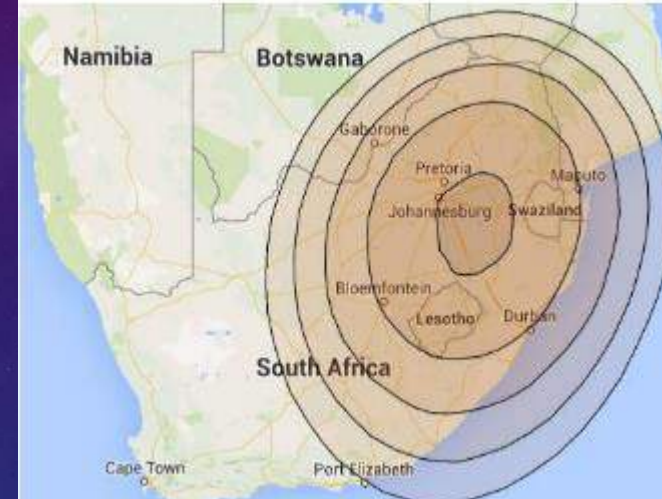 Namibia
Botswana
Gaborone
Pretoria
Maputo
Johannesburg
Swaziland
Bloemfontein
Lesotho
Durban
South Africa
Cape Town
Port Elizabeth